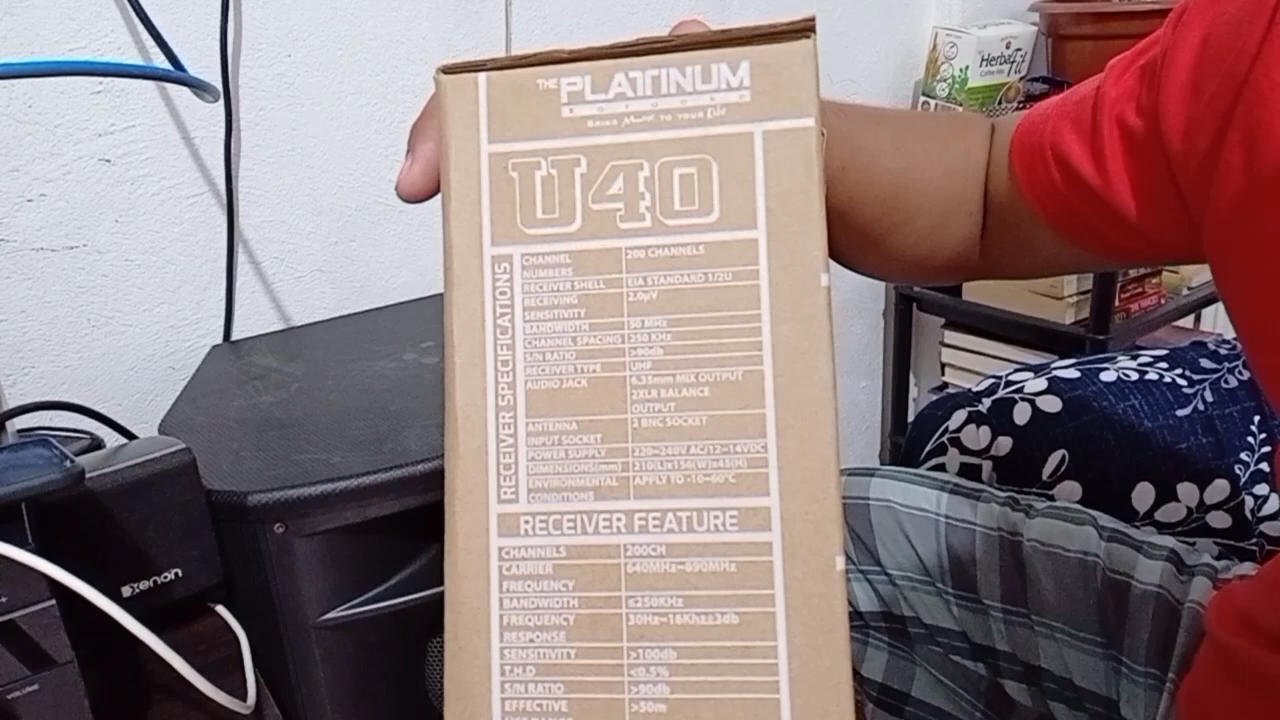 THE PLATINUM
karaoke
BRING Music TO YOUR Life
U40
RECEIVER SPECIFICATIONS
CHANNEL NUMBERS 200 CHANNELS
RECEIVER SHELL EIA STANDARD 1/2U
RECEIVING SENSITIVITY 2.0μV
BANDWIDTH 50 MHz
CHANNEL SPACING 250 KHz
S/N RATIO >90db
RECEIVER TYPE UHF
AUDIO JACK 6.35mm MIX OUTPUT
2XLR BALANCE
OUTPUT
ANTENNA INPUT SOCKET 2 BNC SOCKET
POWER SUPPLY 220~240V AC/12~14VDC
DIMENSIONS(mm) 210(L)x156(W)x45(H)
ENVIRONMENTAL CONDITIONS APPLY TO -10~60°C
RECEIVER FEATURE
CHANNELS 200CH
CARRIER FREQUENCY 640MHz~690MHz
BANDWIDTH ≤250KHz
FREQUENCY RESPONSE 30Hz~16Khz±3db
SENSITIVITY >100db
T.H.D <0.5%
S/N RATIO >90db
EFFECTIVE >50m
Herbal Fit
Coffee Mix
Xenon
VOLUME